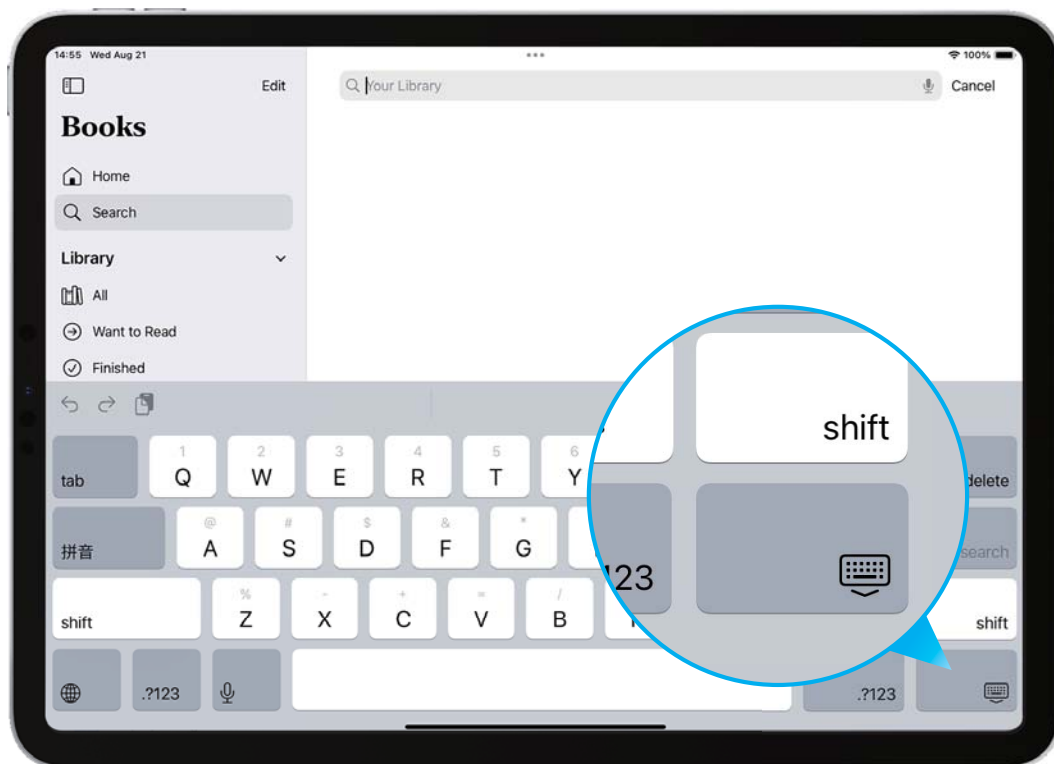 14:55 Wed Aug 21
100%
Edit
Your Library
Cancel
Books
Home
Search
Library
All
Want to Read
Finished
shift
123
1 2 3 4 5 6
tab Q W E R T Y delete
@ # $ & *
拼音 A S D F G search
% - + = /
shift Z X C V B shift
.?123 .?123